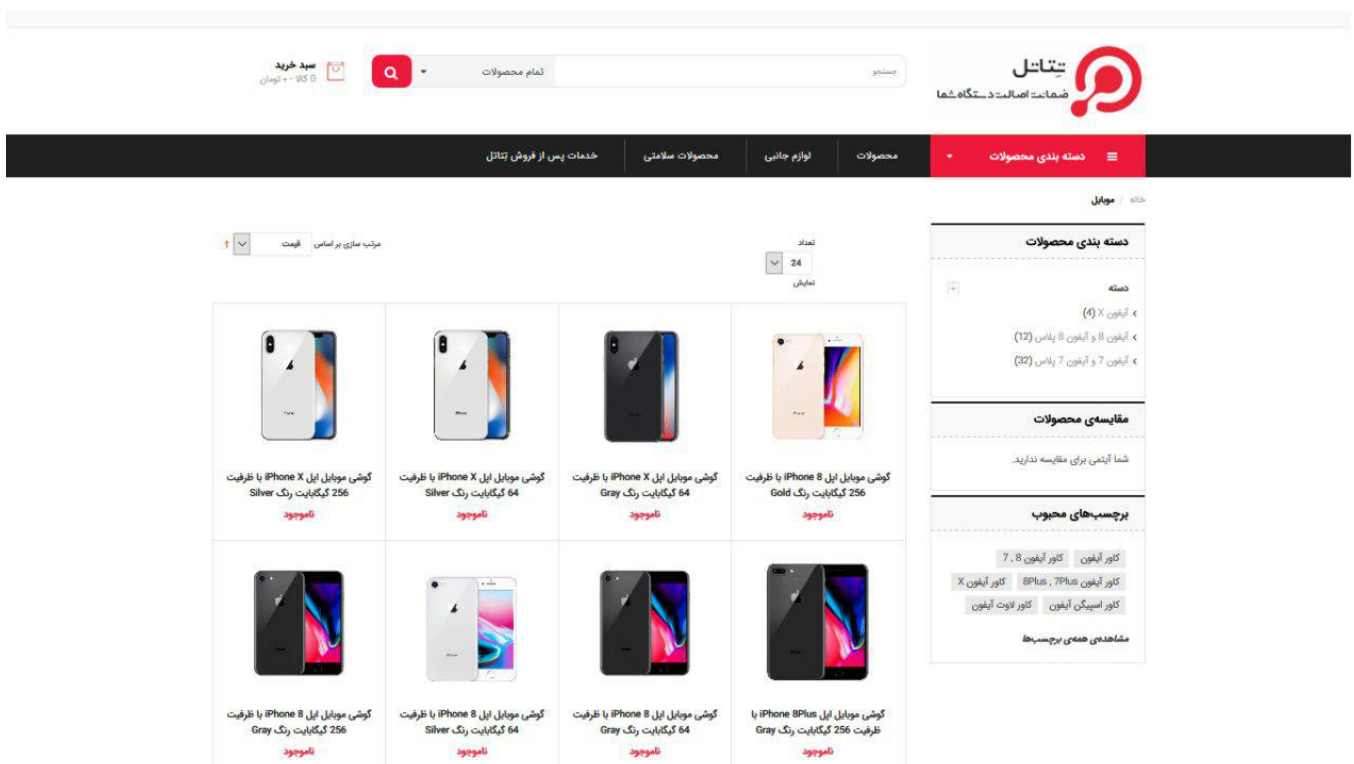 تِتاتل
ضمانت اصالت دستگاه شما
جستجو
تمام محصولات
سبد خرید
0 کالا - 0 تومان
دسته بندی محصولات
محصولات
لوازم جانبی
محصولات سلامتی
خدمات پس از فروش تِتاتل
خانه / موبایل
دسته بندی محصولات
دسته
آیفون X (4)
آیفون 8 و آیفون 8 پلاس (12)
آیفون 7 و آیفون 7 پلاس (32)
مقایسه‌ی محصولات
شما آیتمی برای مقایسه ندارید.
برچسب‌های محبوب
کاور آیفون کاور آیفون 8 , 7
کاور آیفون 8Plus , 7Plus کاور آیفون X
کاور اسپیگن آیفون کاور لاوت آیفون
مشاهده‌ی همه‌ی برچسب‌ها
تعداد
24
نمایش
مرتب سازی بر اساس قیمت
گوشی موبایل اپل iPhone 8 با ظرفیت
256 گیگابایت رنگ Gold
ناموجود
گوشی موبایل اپل iPhone X با ظرفیت
64 گیگابایت رنگ Gray
ناموجود
گوشی موبایل اپل iPhone X با ظرفیت
64 گیگابایت رنگ Silver
ناموجود
گوشی موبایل اپل iPhone X با ظرفیت
256 گیگابایت رنگ Silver
ناموجود
گوشی موبایل اپل iPhone 8Plus با
ظرفیت 256 گیگابایت رنگ Gray
ناموجود
گوشی موبایل اپل iPhone 8 با ظرفیت
64 گیگابایت رنگ Gray
ناموجود
گوشی موبایل اپل iPhone 8 با ظرفیت
64 گیگابایت رنگ Silver
ناموجود
گوشی موبایل اپل iPhone 8 با ظرفیت
256 گیگابایت رنگ Gray
ناموجود